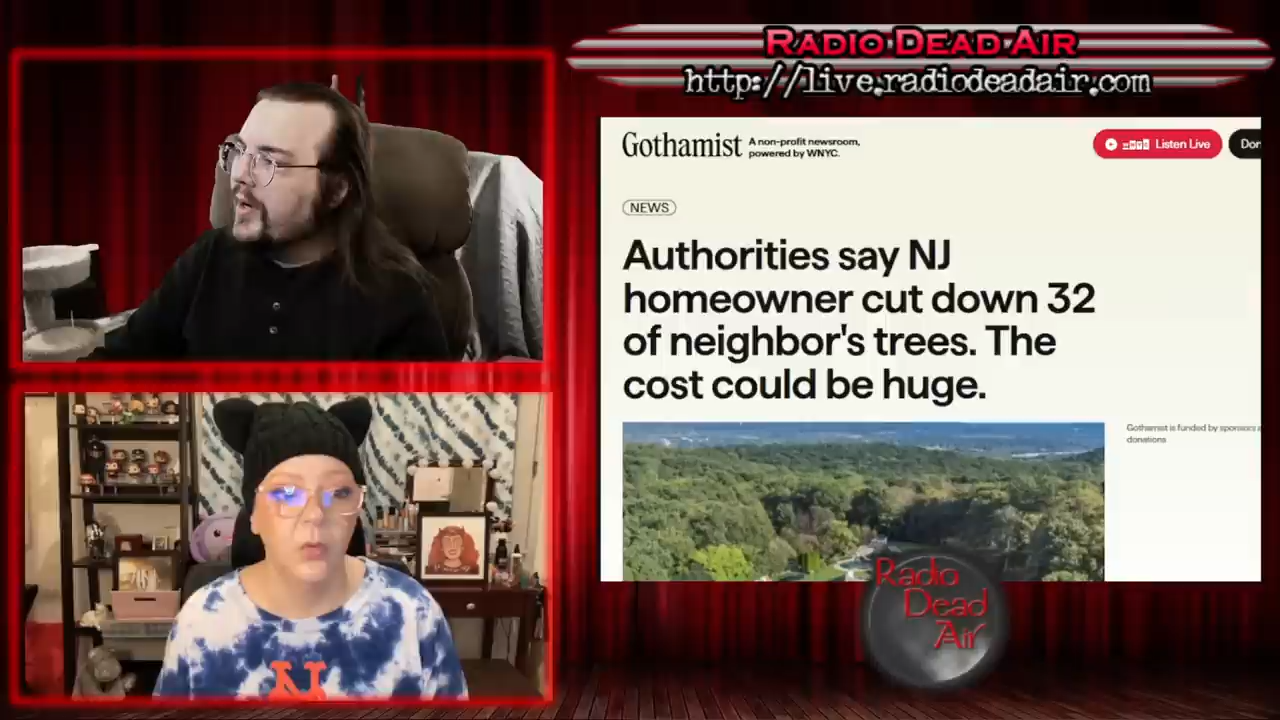 RADIO DEAD AIR
http://live.radiodeadair.com
Gothamist
A non-profit newsroom,
powered by WNYC.
Listen Live
Don
NEWS
Authorities say NJ
homeowner cut down 32
of neighbor's trees. The
cost could be huge.
Gothamist is funded by sponsors a
donations
Radio
Dead
Air
N